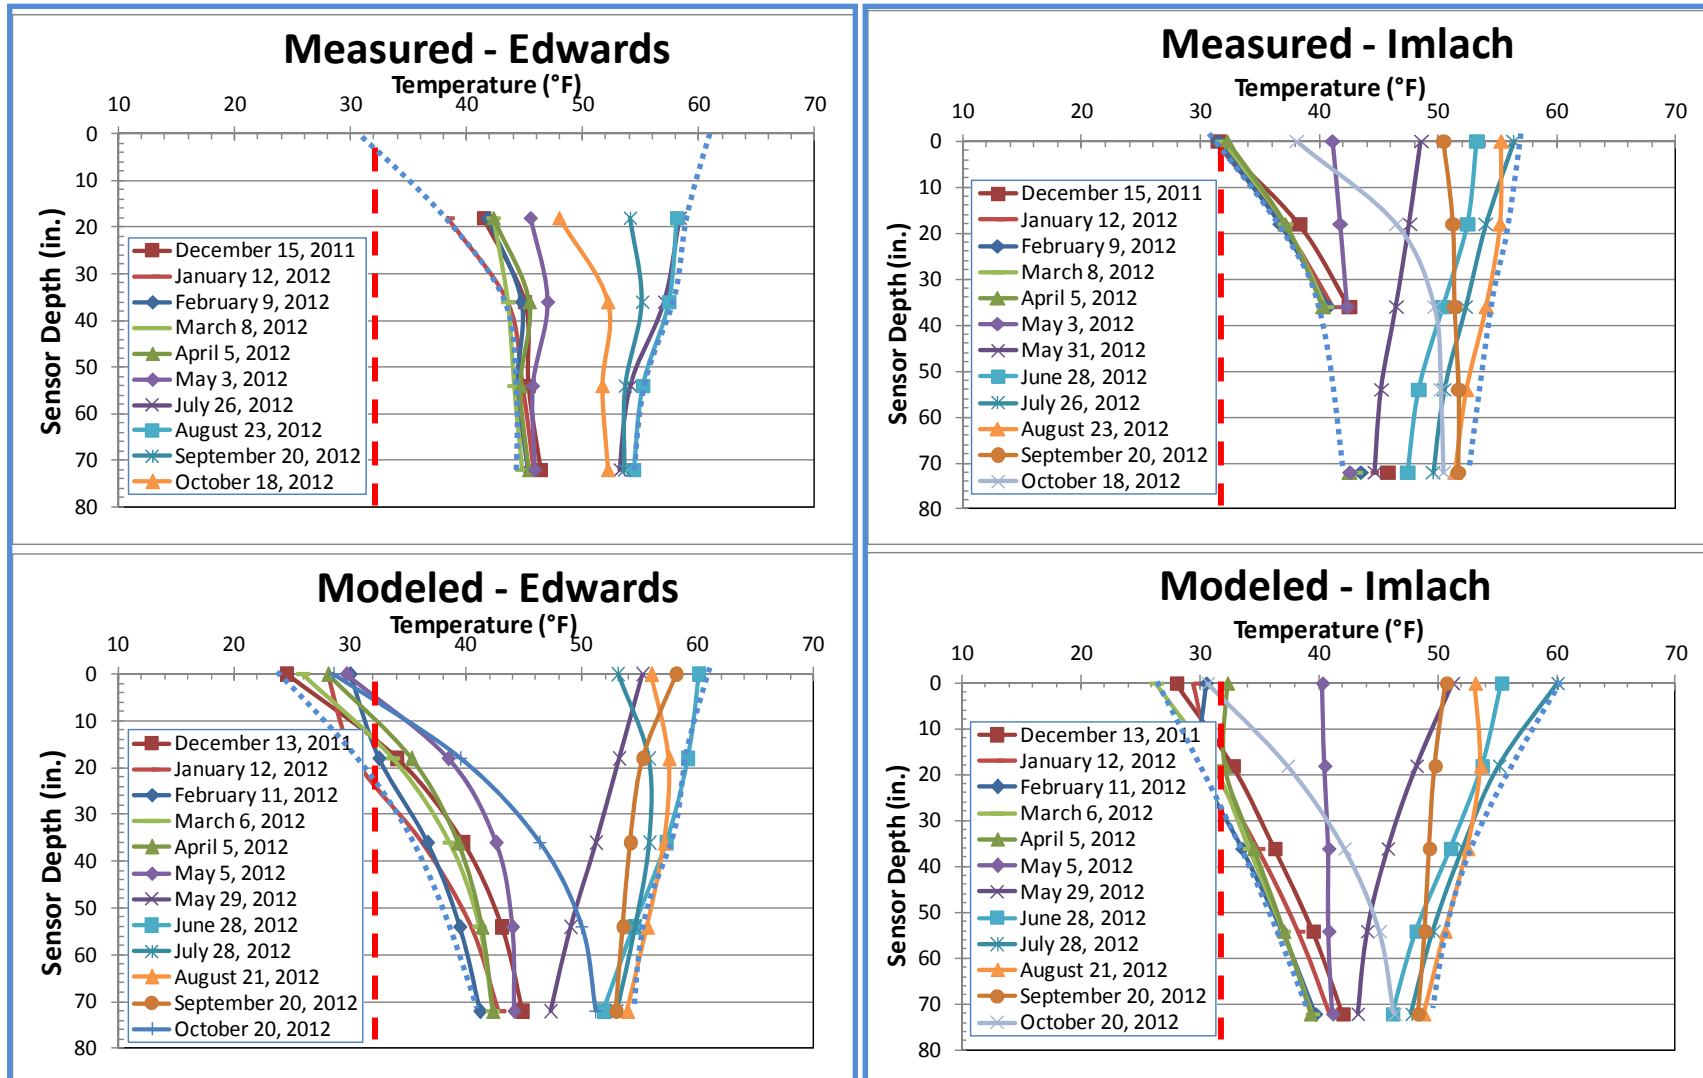 Measured - Edwards
Temperature (°F)
10 20 30 40 50 60 70
0
10
20
30
40
50
60
70
80
Sensor Depth (in.)
December 15, 2011
January 12, 2012
February 9, 2012
March 8, 2012
April 5, 2012
May 3, 2012
July 26, 2012
August 23, 2012
September 20, 2012
October 18, 2012
Measured - Imlach
Temperature (°F)
10 20 30 40 50 60 70
0
10
20
30
40
50
60
70
80
Sensor Depth (in.)
December 15, 2011
January 12, 2012
February 9, 2012
March 8, 2012
April 5, 2012
May 3, 2012
May 31, 2012
June 28, 2012
July 26, 2012
August 23, 2012
September 20, 2012
October 18, 2012
Modeled - Edwards
Temperature (°F)
10 20 30 40 50 60 70
0
10
20
30
40
50
60
70
80
Sensor Depth (in.)
December 13, 2011
January 12, 2012
February 11, 2012
March 6, 2012
April 5, 2012
May 5, 2012
May 29, 2012
June 28, 2012
July 28, 2012
August 21, 2012
September 20, 2012
October 20, 2012
Modeled - Imlach
Temperature (°F)
10 20 30 40 50 60 70
0
10
20
30
40
50
60
70
80
Sensor Depth (in.)
December 13, 2011
January 12, 2012
February 11, 2012
March 6, 2012
April 5, 2012
May 5, 2012
May 29, 2012
June 28, 2012
July 28, 2012
August 21, 2012
September 20, 2012
October 20, 2012